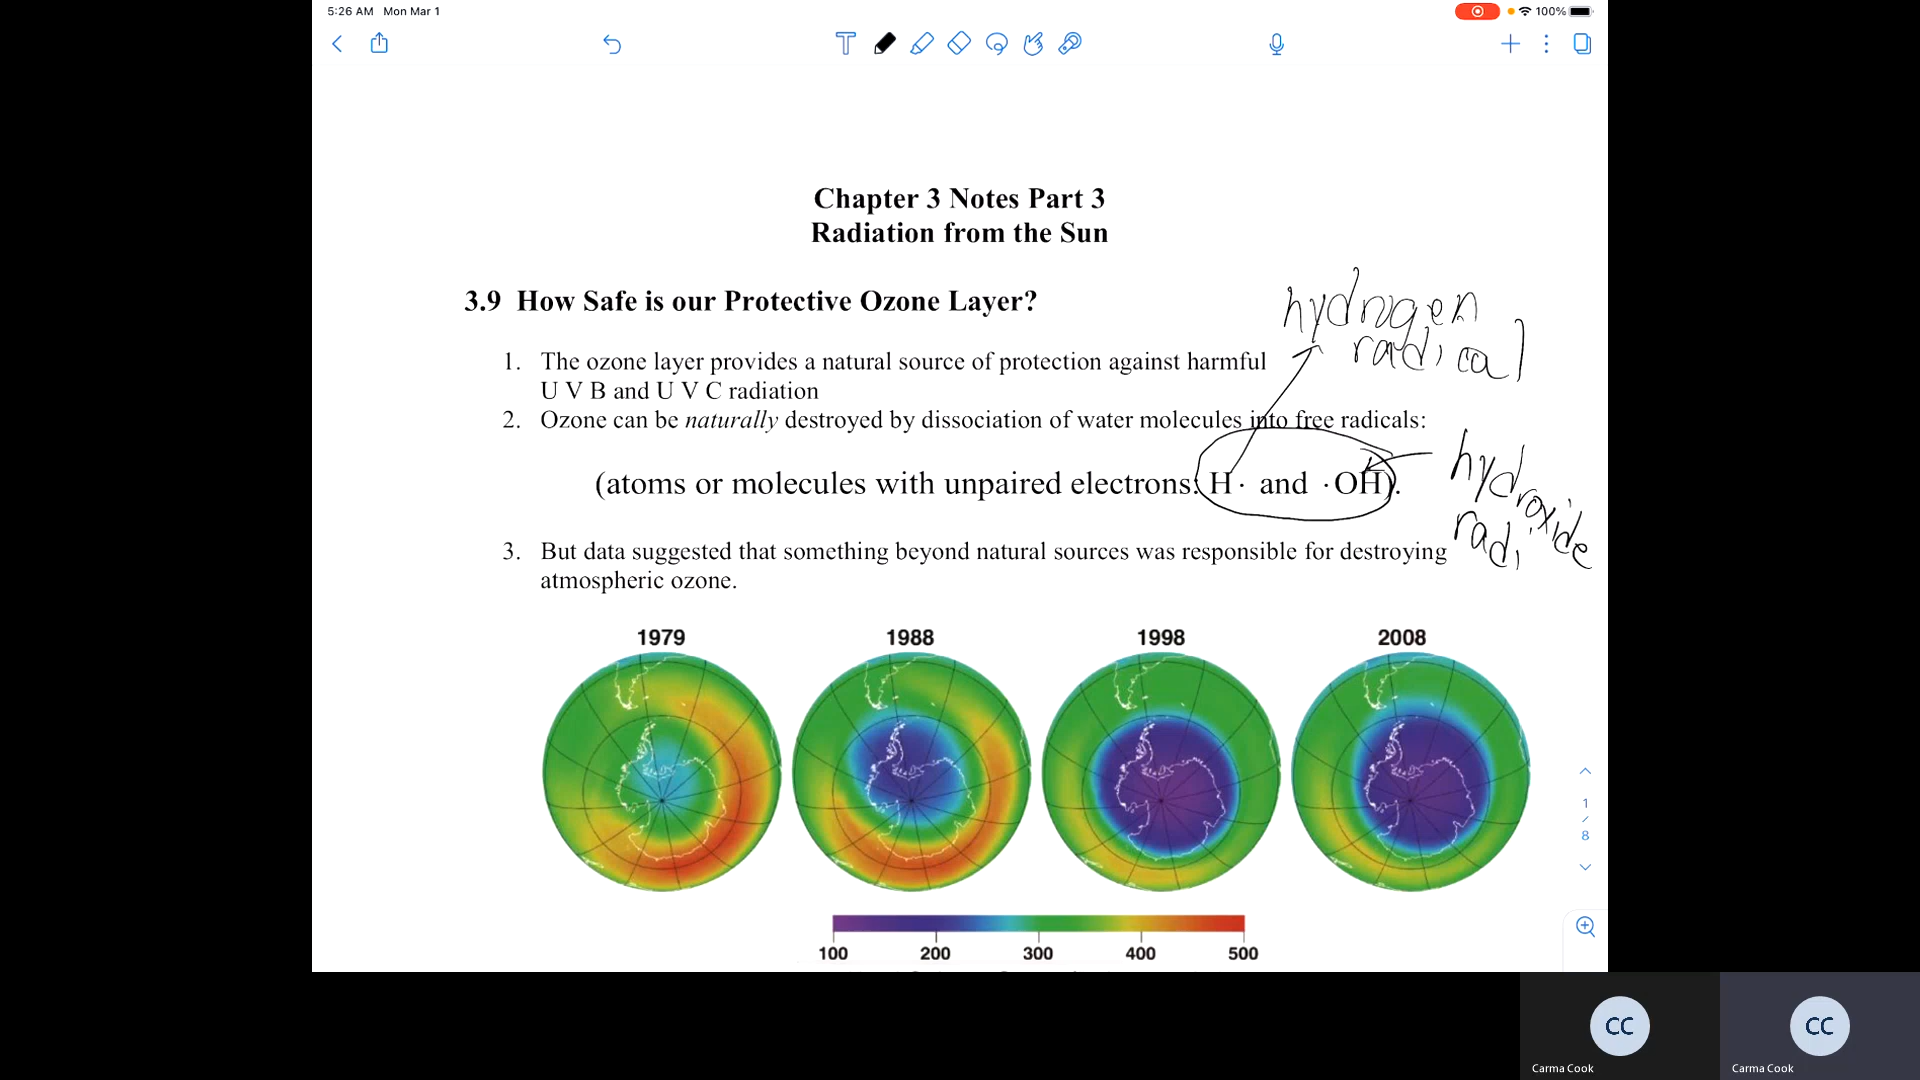 5:26 AM Mon Mar 1
100%
Chapter 3 Notes Part 3
Radiation from the Sun
3.9 How Safe is our Protective Ozone Layer?
hydrogen
radical
1. The ozone layer provides a natural source of protection against harmful
U V B and U V C radiation
2. Ozone can be naturally destroyed by dissociation of water molecules into free radicals:
(atoms or molecules with unpaired electrons: H· and ·OH).
hydroxide
radi
3. But data suggested that something beyond natural sources was responsible for destroying
atmospheric ozone.
1979 1988 1998 2008
1
/
8
100 200 300 400 500
CC CC
Carma Cook Carma Cook